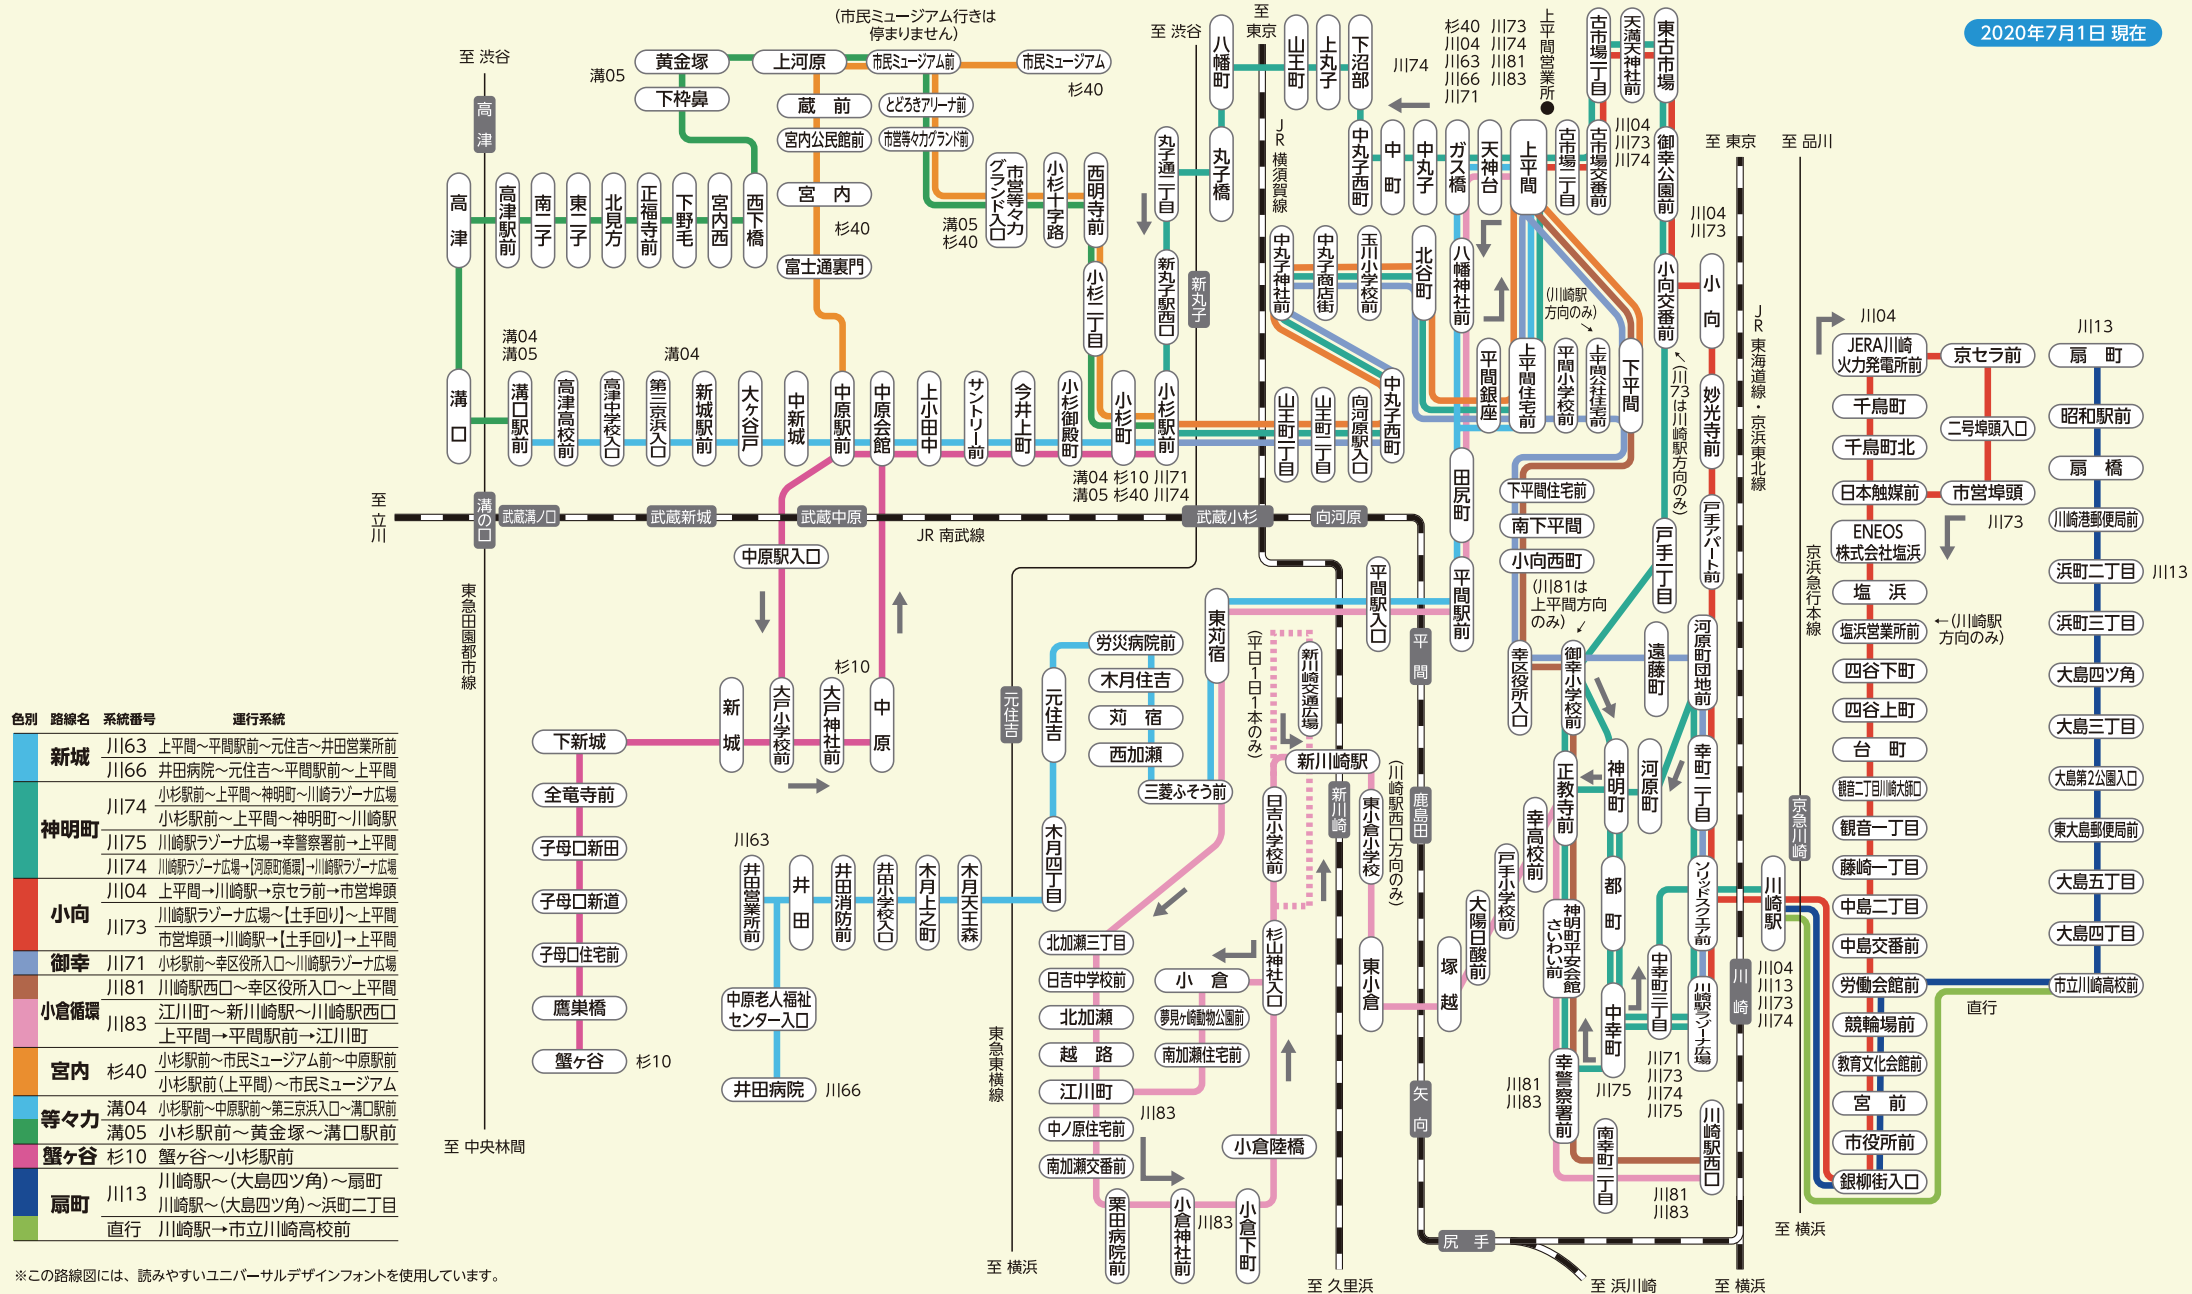 2020年7月1日 現在
(市民ミュージアム行きは
停まりません)
至 渋谷
高 津
溝05
黄金塚
上河原
市民ミュージアム前
市民ミュージアム
杉40
下枠鼻
蔵 前
とどろきアリーナ前
宮内公民館前
市営等々力グランド前
宮 内
杉40
富士通裏門
溝05
杉40
市営等々力
グランド入口
小杉十字路
西明寺前
小杉二丁目
高 津
高津駅前
南二子
東二子
北見方
正福寺前
下野毛
宮内西
西下橋
溝04
溝05
溝04
溝 口
溝口駅前
高津高校前
高津中学校入口
第三京浜入口
新城駅前
大ヶ谷戸
中新城
中原駅前
中原会館
上小田中
サントリー前
今井上町
小杉御殿町
小杉町
小杉駅前
溝04 杉10 川71
溝05 杉40 川74
至 渋谷
至
東京
八幡町
山王町
上丸子
下沼部
川74
杉40 川73
川04 川74
川63 川81
川66 川83
川71
上平間営業所
古市場一丁目
天満天神社前
東古市場
丸子通二丁目
丸子橋
新丸子駅西口
新丸子
JR 横須賀線
中丸子西町
中 町
中丸子
ガス橋
天神台
上平間
古市場二丁目
古市場交番前
川04
川73
川74
御幸公園前
川04
川73
至 東京
至 品川
中丸子神社前
中丸子商店街
玉川小学校前
北谷町
八幡神社前
(川崎駅
方向のみ)
小向交番前
小 向
JR 東海道線・京浜東北線
山王町一丁目
山王町二丁目
向河原駅入口
中丸子西町
平間銀座
上平間住宅前
平間小学校前
上平間公社住宅前
下平間
(川73は川崎駅方向のみ)
妙光寺前
戸手アパート前
田尻町
平間駅前
下平間住宅前
南下平間
小向西町
(川81は
上平間方向
のみ)
戸手一丁目
至 立川
溝の口
武蔵溝ノ口
武蔵新城
武蔵中原
武蔵小杉
向河原
JR 南武線
東急田園都市線
中原駅入口
杉10
新 城
大戸小学校前
大戸神社前
中 原
下新城
全竜寺前
子母口新田
子母口新道
子母口住宅前
鷹巣橋
蟹ヶ谷
杉10
至 中央林間
川63
井田営業所前
井 田
井田消防前
井田小学校入口
木月上之町
木月天王森
木月四丁目
元住吉
元住吉
中原老人福祉
センター入口
井田病院
川66
東急東横線
至 横浜
労災病院前
木月住吉
苅 宿
西加瀬
三菱ふそう前
東苅宿
平間駅入口
平 間
(平日1日1本のみ)
新川崎交通広場
新川崎駅
新川崎
鹿島田
日吉小学校前
東小倉小学校
(川崎駅西口方向のみ)
北加瀬三丁目
日吉中学校前
北加瀬
越 路
江川町
中ノ原住宅前
南加瀬交番前
川83
小 倉
夢見ヶ崎動物公園前
南加瀬住宅前
杉山神社入口
東小倉
小倉陸橋
栗田病院前
小倉神社前
川83
小倉下町
矢 向
尻 手
至 久里浜
至 浜川崎
至 横浜
塚 越
大陽日酸前
戸手小学校前
幸高校前
幸区役所入口
御幸小学校前
遠藤町
河原町団地前
正教寺前
神明町
河原町
幸町二丁目
神明町平安会館
さいわい前
都 町
ソリッドスクエア前
中幸町三丁目
川崎駅ラゾーナ広場
中幸町
川75
川71
川73
川74
川75
幸警察署前
川81
川83
南幸町二丁目
川崎駅西口
川81
川83
川崎駅
川 崎
川04
川13
川73
川74
京浜急行本線
京急川崎
至 横浜
川04
JERA川崎
火力発電所前
京セラ前
千鳥町
千鳥町北
二号埠頭入口
日本触媒前
市営埠頭
川73
ENEOS
株式会社塩浜
塩 浜
塩浜営業所前
←(川崎駅
方向のみ)
四谷下町
四谷上町
台 町
観音二丁目川崎大師口
観音一丁目
藤崎一丁目
中島二丁目
中島交番前
労働会館前
競輪場前
教育文化会館前
宮 前
市役所前
銀柳街入口
直行
川13
扇 町
昭和駅前
扇 橋
川崎港郵便局前
浜町二丁目
川13
浜町三丁目
大島四ツ角
大島三丁目
大島第2公園入口
東大島郵便局前
大島五丁目
大島四丁目
市立川崎高校前
色別 路線名 系統番号 運行系統
新城
川63 上平間～平間駅前～元住吉～井田営業所前
川66 井田病院～元住吉～平間駅前～上平間
神明町
川74 小杉駅前～上平間～神明町～川崎ラゾーナ広場
小杉駅前～上平間～神明町～川崎駅
川75 川崎駅ラゾーナ広場→幸警察署前→上平間
川74 川崎駅ラゾーナ広場→【河原町循環】→川崎駅ラゾーナ広場
小向
川04 上平間→川崎駅→京セラ前→市営埠頭
川73 川崎駅ラゾーナ広場～【土手回り】～上平間
市営埠頭→川崎駅→【土手回り】→上平間
御幸 川71 小杉駅前～幸区役所入口～川崎駅ラゾーナ広場
小倉循環
川81 川崎駅西口～幸区役所入口～上平間
川83 江川町～新川崎駅～川崎駅西口
上平間→平間駅前→江川町
宮内
杉40 小杉駅前～市民ミュージアム前～中原駅前
小杉駅前(上平間)～市民ミュージアム
等々力
溝04 小杉駅前～中原駅前～第三京浜入口～溝口駅前
溝05 小杉駅前～黄金塚～溝口駅前
蟹ヶ谷 杉10 蟹ヶ谷～小杉駅前
扇町
川13 川崎駅～(大島四ツ角)～扇町
川崎駅～(大島四ツ角)～浜町二丁目
直行 川崎駅→市立川崎高校前
※この路線図には、読みやすいユニバーサルデザインフォントを使用しています。